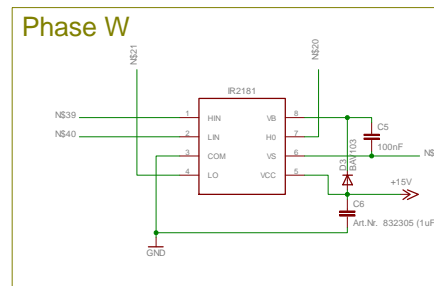 Phase W
N$21
N$20
IR2181
N$39
1
HIN
VB
8
C5
N$40
2
LIN
H0
7
100nF
3
COM
VS
6
N$
4
LO
VCC
5
D3
BAV103
+15V
C6
Art.Nr. 832305 (1uF
GND